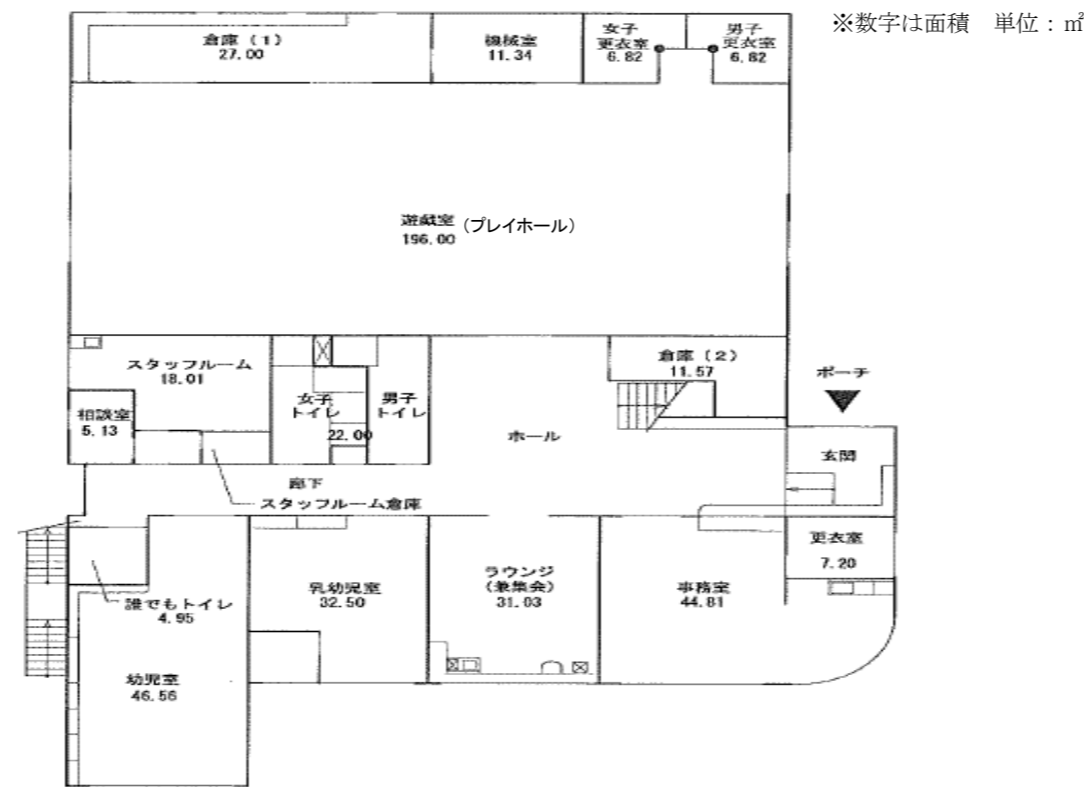 ※数字は面積　単位：㎡
倉庫（1）
27.00
機械室
11.34
女子
更衣室
6.82
男子
更衣室
6.82
遊戯室（プレイホール）
196.00
スタッフルーム
18.01
相談室
5.13
女子
トイレ
男子
トイレ
22.00
倉庫（2）
11.57
ポーチ
ホール
玄関
廊下
スタッフルーム倉庫
更衣室
7.20
誰でもトイレ
4.95
乳幼児室
32.50
ラウンジ
（兼集会）
31.03
事務室
44.81
幼児室
46.56